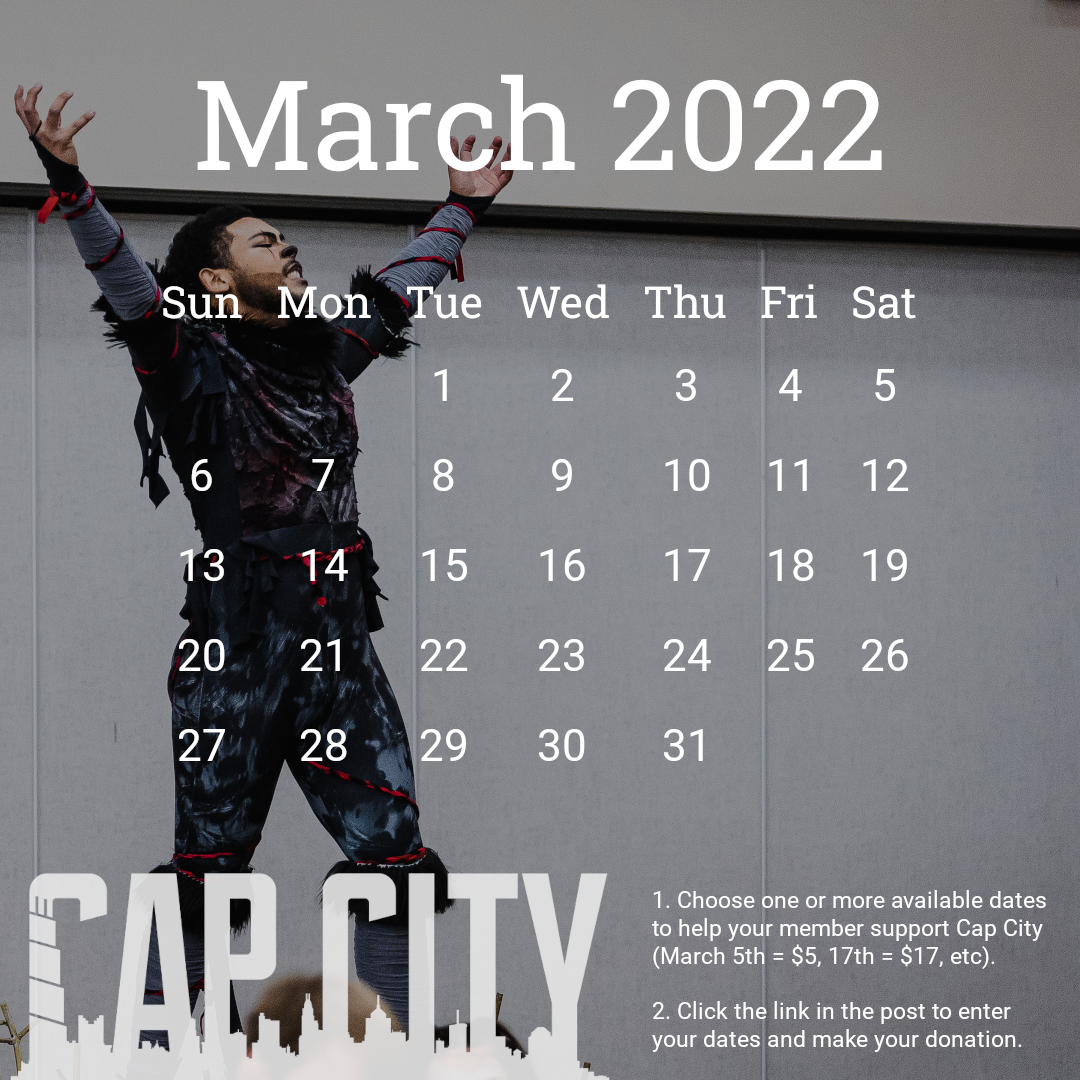 March 2022
Sun Mon Tue Wed Thu Fri Sat
1 2 3 4 5
6 7 8 9 10 11 12
13 14 15 16 17 18 19
20 21 22 23 24 25 26
27 28 29 30 31
CAP CITY
1. Choose one or more available dates
to help your member support Cap City
(March 5th = $5, 17th = $17, etc).
2. Click the link in the post to enter
your dates and make your donation.